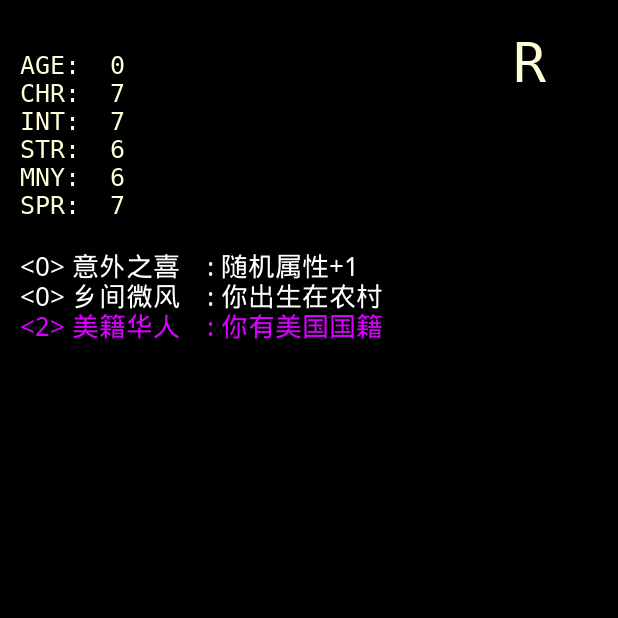 R
AGE: 0
CHR: 7
INT: 7
STR: 6
MNY: 6
SPR: 7
<0> 意外之喜 : 随机属性+1
<0> 乡间微风 : 你出生在农村
<2> 美籍华人 : 你有美国国籍